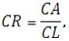 CR = CA/CL.